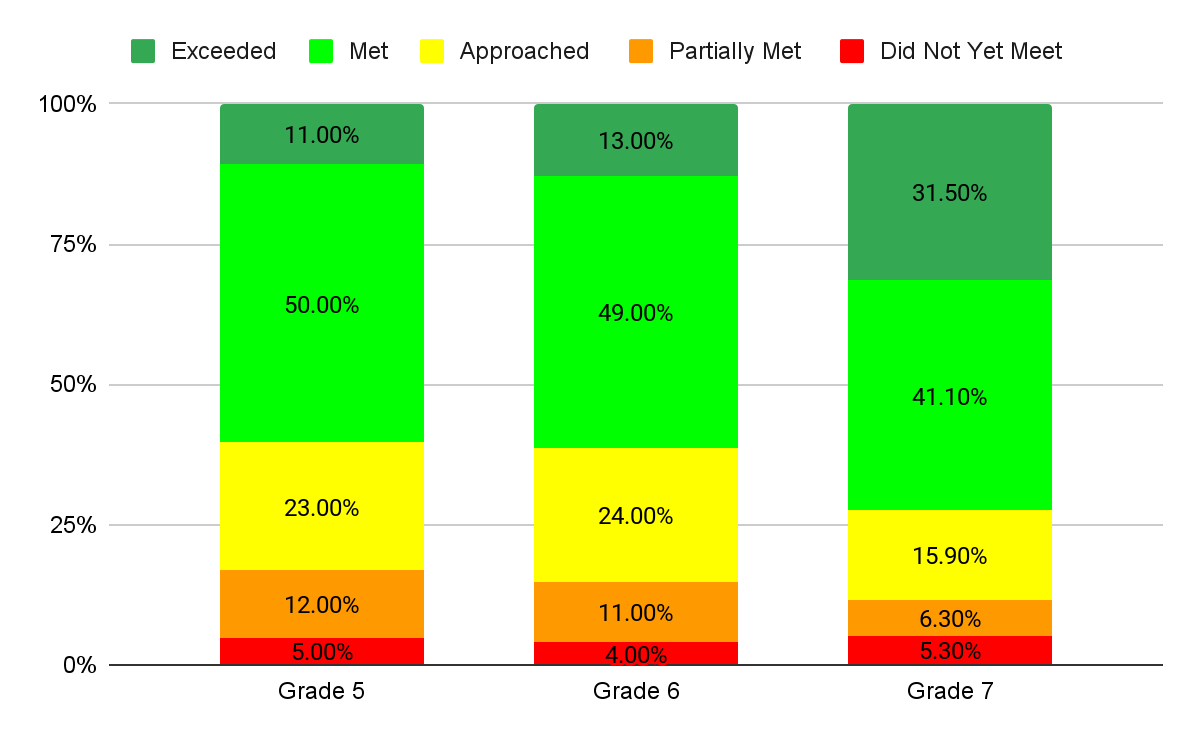 Exceeded Met Approached Partially Met Did Not Yet Meet
100%
11.00% 13.00%
31.50%
75%
50.00% 49.00%
50% 41.10%
23.00% 24.00%
25%
15.90%
12.00% 11.00% 6.30%
5.00% 4.00% 5.30%
0%
Grade 5 Grade 6 Grade 7